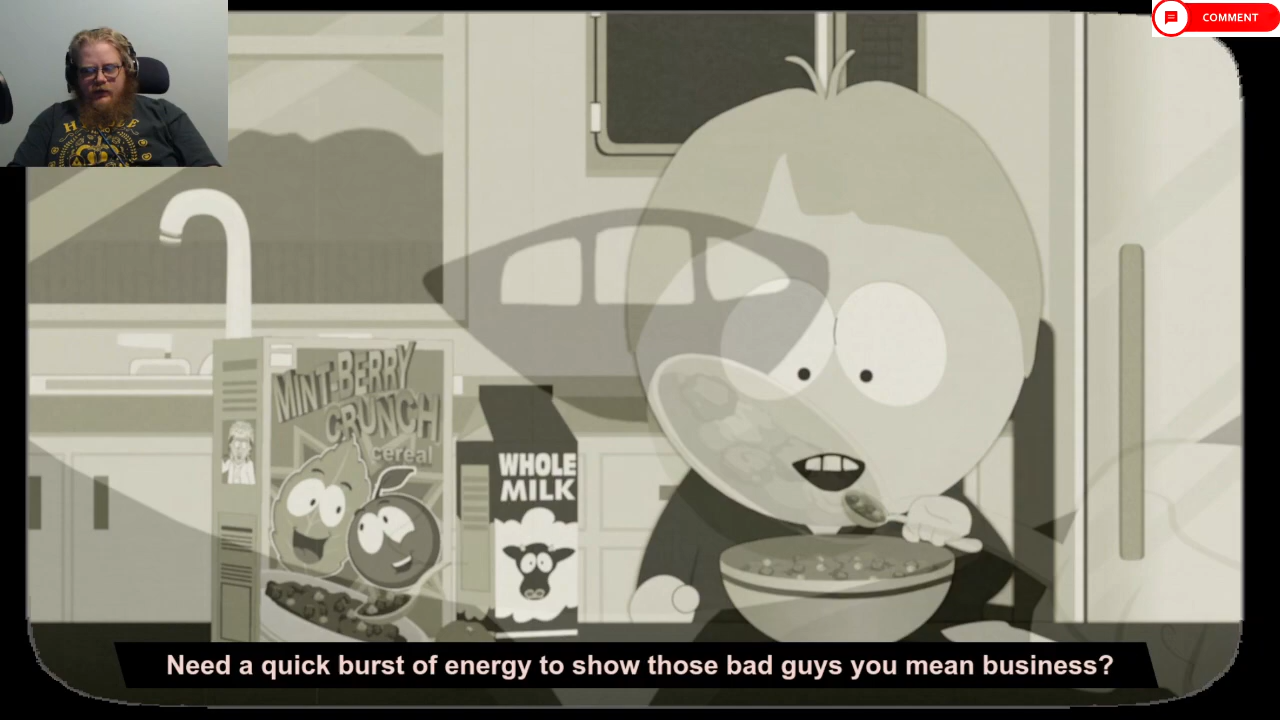 COMMENT
MINT-BERRY
CRUNCH
cereal
WHOLE
MILK
Need a quick burst of energy to show those bad guys you mean business?